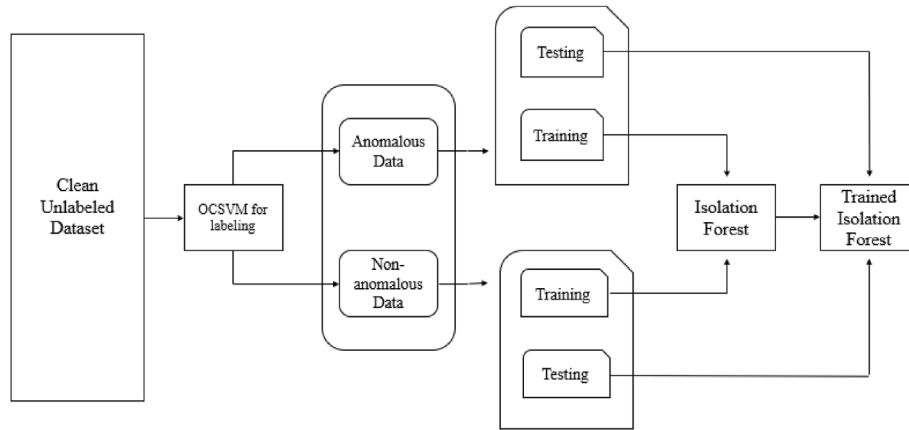 Clean
Unlabeled
Dataset
OCSVM for
labeling
Anomalous
Data
Non-
anomalous
Data
Testing
Training
Training
Testing
Isolation
Forest
Trained
Isolation
Forest